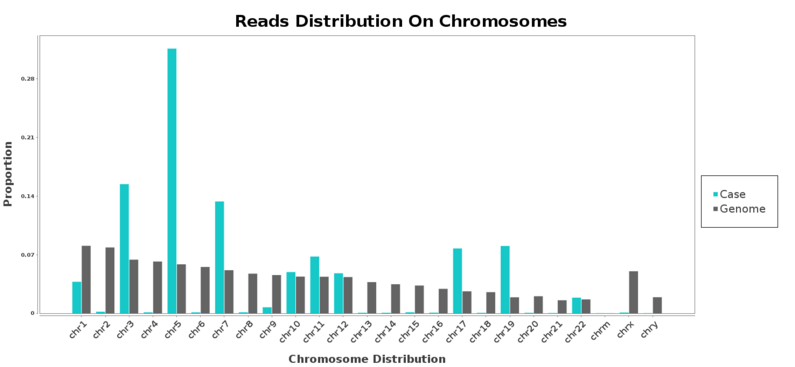 Reads Distribution On Chromosomes
Proportion
0.28
0.21
0.14
0.07
0
chr1 chr2 chr3 chr4 chr5 chr6 chr7 chr8 chr9 chr10 chr11 chr12 chr13 chr14 chr15 chr16 chr17 chr18 chr19 chr20 chr21 chr22 chrm chrx chry
Chromosome Distribution
Case
Genome